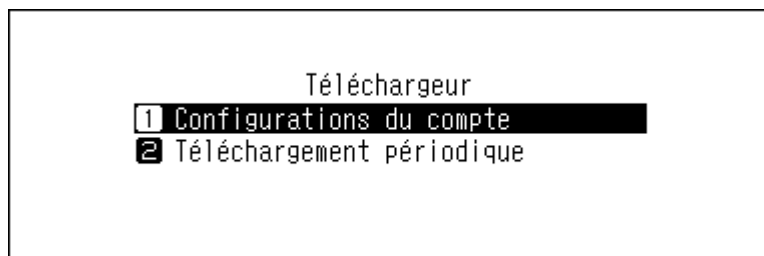 Téléchargeur
1 Configurations du compte
2 Téléchargement périodique